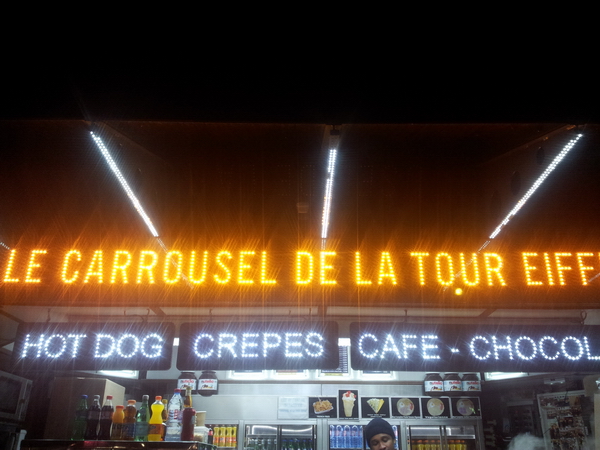 LE CARROUSEL DE LA TOUR EIFF
HOT DOG CREPES CAFE - CHOCOL